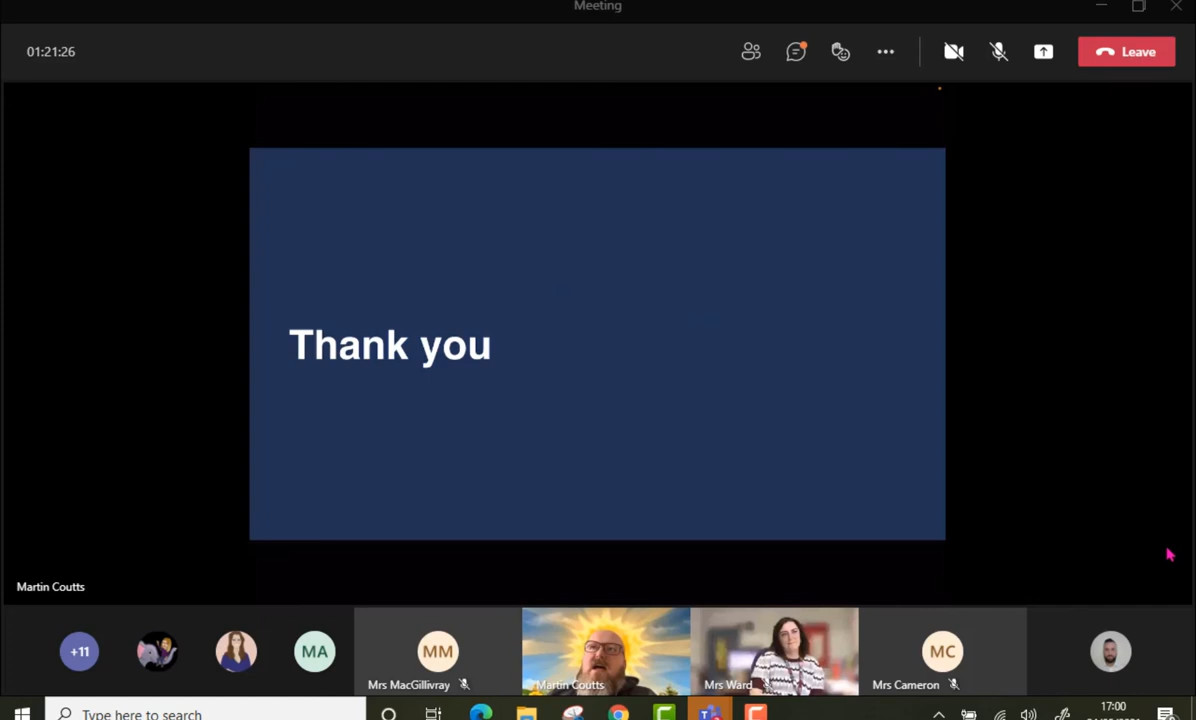 Meeting
01:21:26
Leave
Thank you
Martin Coutts
+11
MA
MM
MC
Mrs MacGillivray
Martin Coutts
Mrs Ward
Mrs Cameron
Type here to search
17:00